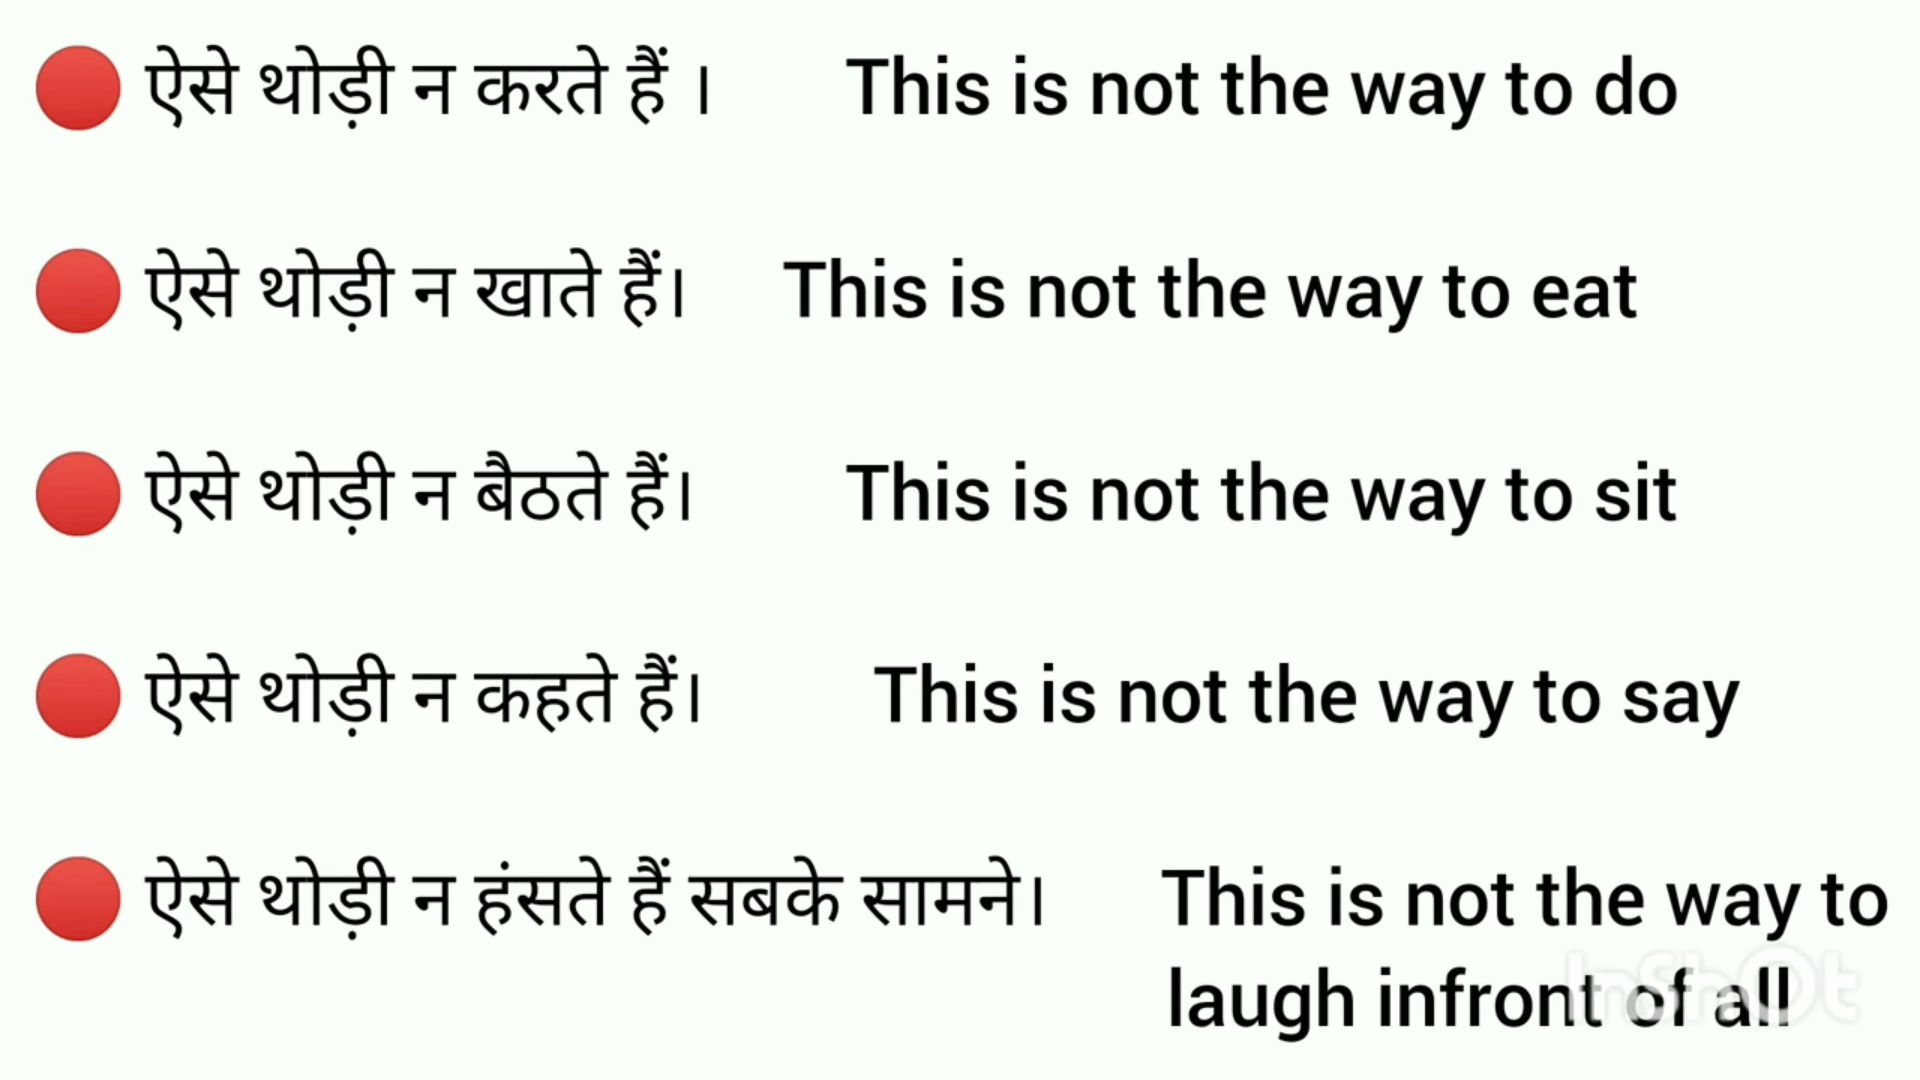 ऐसे थोड़ी न करते हैं । This is not the way to do
ऐसे थोड़ी न खाते हैं। This is not the way to eat
ऐसे थोड़ी न बैठते हैं। This is not the way to sit
ऐसे थोड़ी न कहते हैं। This is not the way to say
ऐसे थोड़ी न हंसते हैं सबके सामने। This is not the way to
laugh infront of all
InShOt